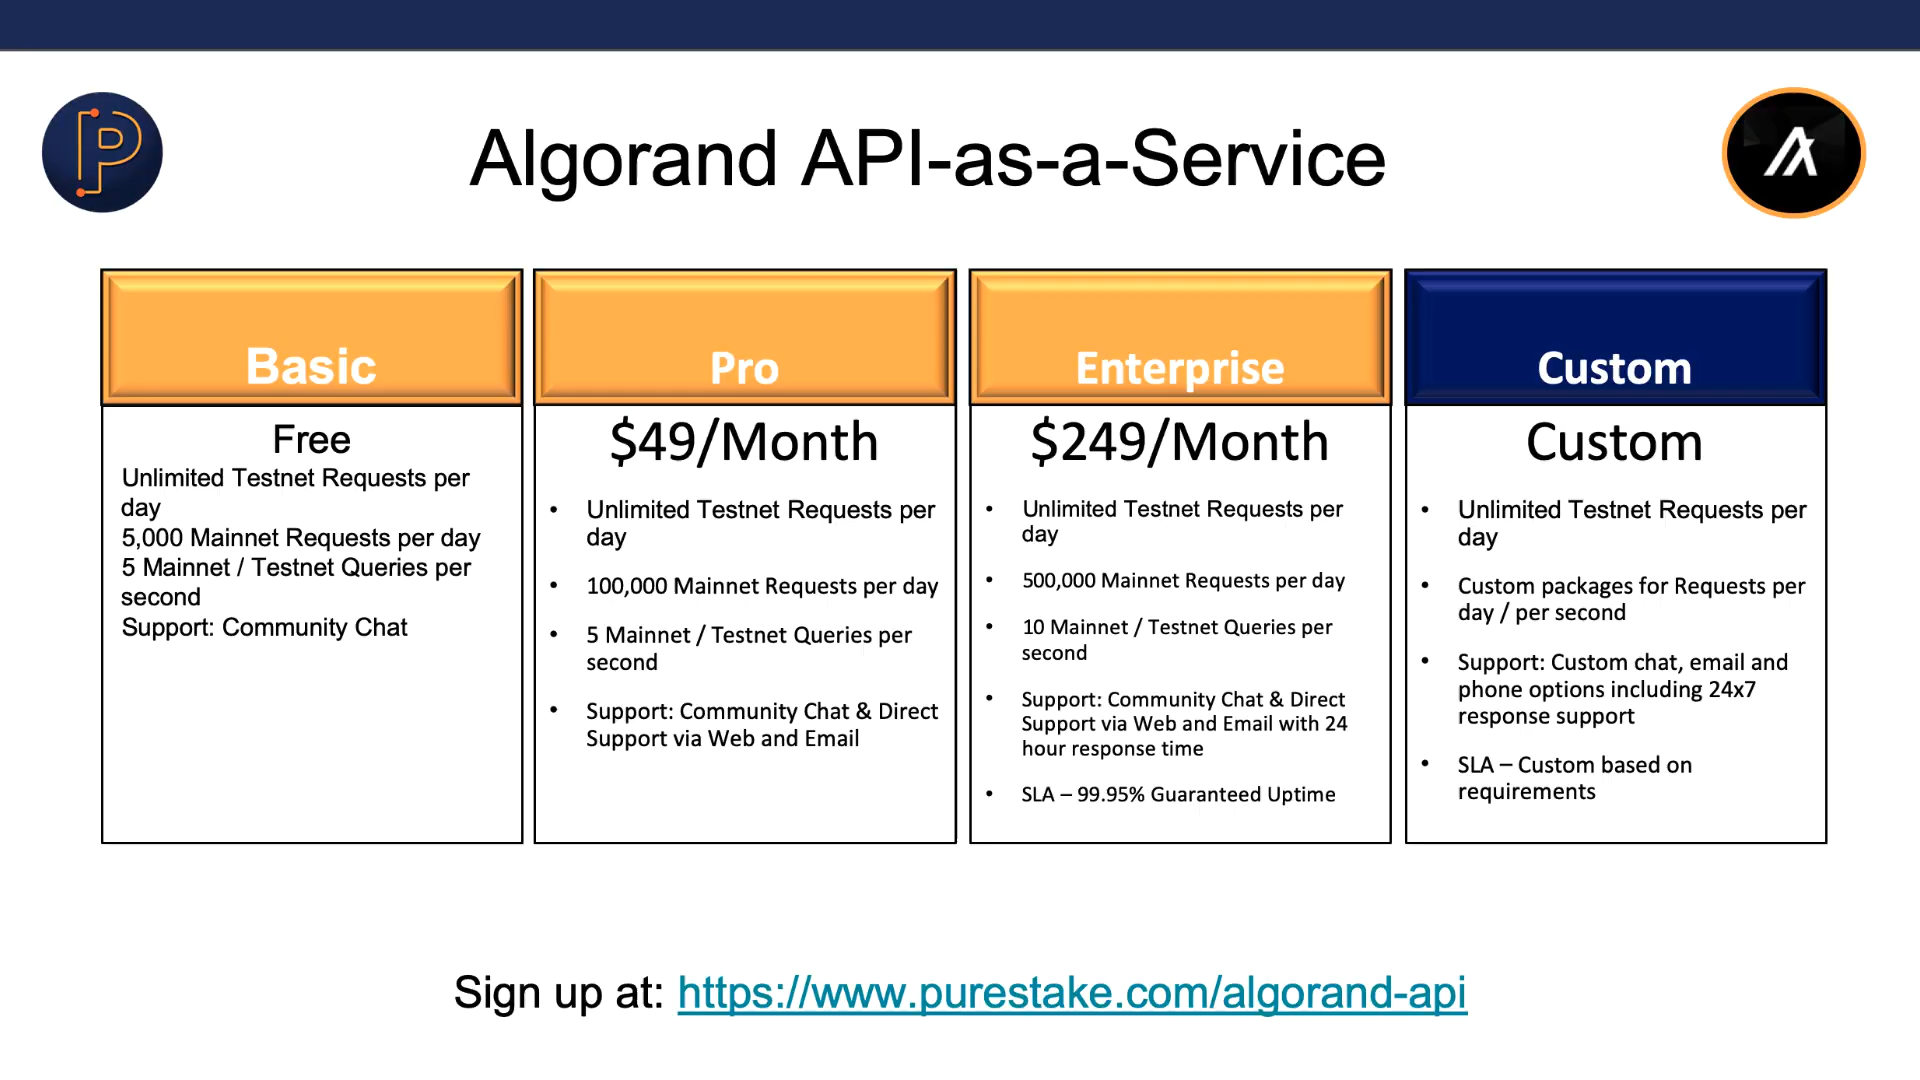 Algorand API-as-a-Service
Basic
Free
Unlimited Testnet Requests per
day
5,000 Mainnet Requests per day
5 Mainnet / Testnet Queries per
second
Support: Community Chat
Pro
$49/Month
• Unlimited Testnet Requests per
day
• 100,000 Mainnet Requests per day
• 5 Mainnet / Testnet Queries per
second
• Support: Community Chat & Direct
Support via Web and Email
Enterprise
$249/Month
• Unlimited Testnet Requests per
day
• 500,000 Mainnet Requests per day
• 10 Mainnet / Testnet Queries per
second
• Support: Community Chat & Direct
Support via Web and Email with 24
hour response time
• SLA – 99.95% Guaranteed Uptime
Custom
Custom
• Unlimited Testnet Requests per
day
• Custom packages for Requests per
day / per second
• Support: Custom chat, email and
phone options including 24x7
response support
• SLA – Custom based on
requirements
Sign up at: https://www.purestake.com/algorand-api